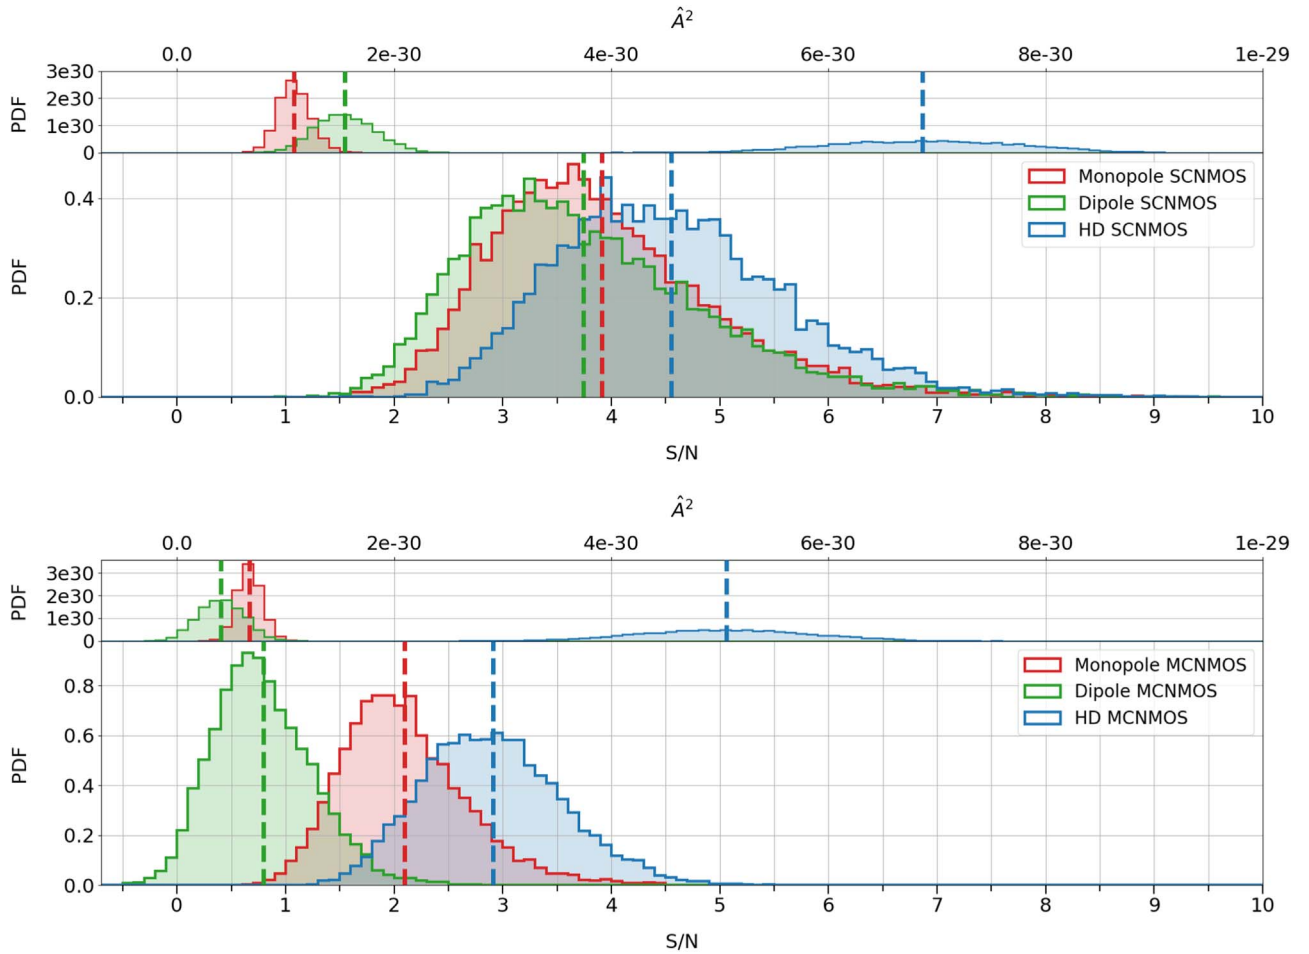 Â²
0.0 2e-30 4e-30 6e-30 8e-30 1e-29
3e30
2e30
1e30
0
PDF
Monopole SCNMOS
Dipole SCNMOS
HD SCNMOS
0.4
0.2
0.0
PDF
0 1 2 3 4 5 6 7 8 9 10
S/N
Â²
0.0 2e-30 4e-30 6e-30 8e-30 1e-29
3e30
2e30
1e30
0
PDF
Monopole MCNMOS
Dipole MCNMOS
HD MCNMOS
0.8
0.6
0.4
0.2
0.0
PDF
0 1 2 3 4 5 6 7 8 9 10
S/N